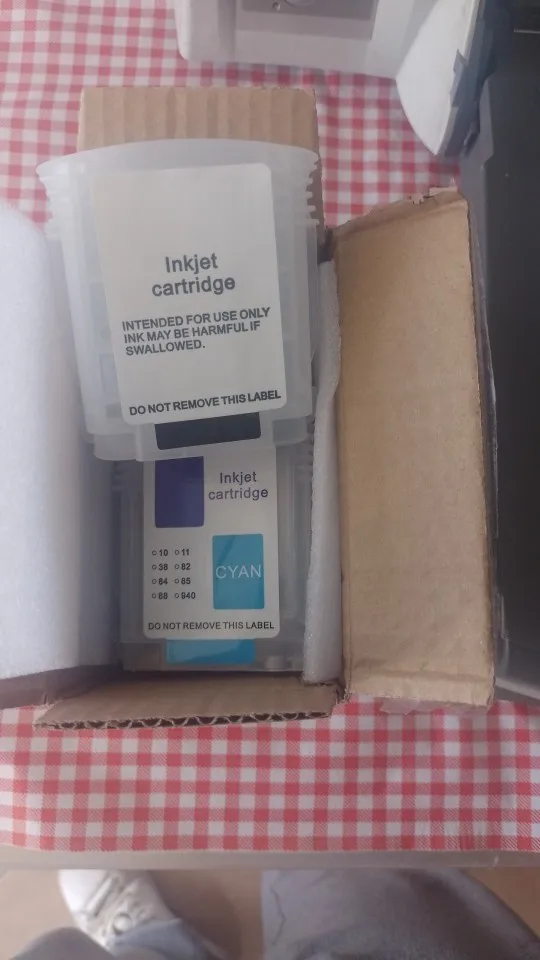 Inkjet
cartridge
INTENDED FOR USE ONLY
INK MAY BE HARMFUL IF
SWALLOWED.
DO NOT REMOVE THIS LABEL
Inkjet
cartridge
10 11
38 82
84 85
88 940
CYAN
DO NOT REMOVE THIS LABEL